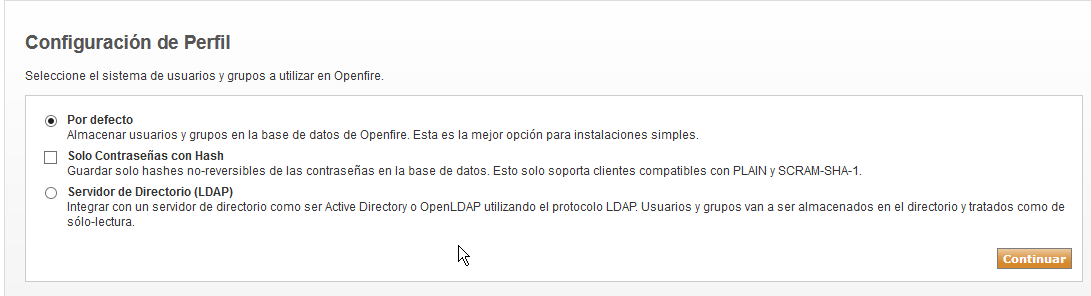 Configuración de Perfil
Seleccione el sistema de usuarios y grupos a utilizar en Openfire.
Por defecto
Almacenar usuarios y grupos en la base de datos de Openfire. Esta es la mejor opción para instalaciones simples.
Solo Contraseñas con Hash
Guardar solo hashes no-reversibles de las contraseñas en la base de datos. Esto solo soporta clientes compatibles con PLAIN y SCRAM-SHA-1.
Servidor de Directorio (LDAP)
Integrar con un servidor de directorio como ser Active Directory o OpenLDAP utilizando el protocolo LDAP. Usuarios y grupos van a ser almacenados en el directorio y tratados como de
sólo-lectura.
Continuar